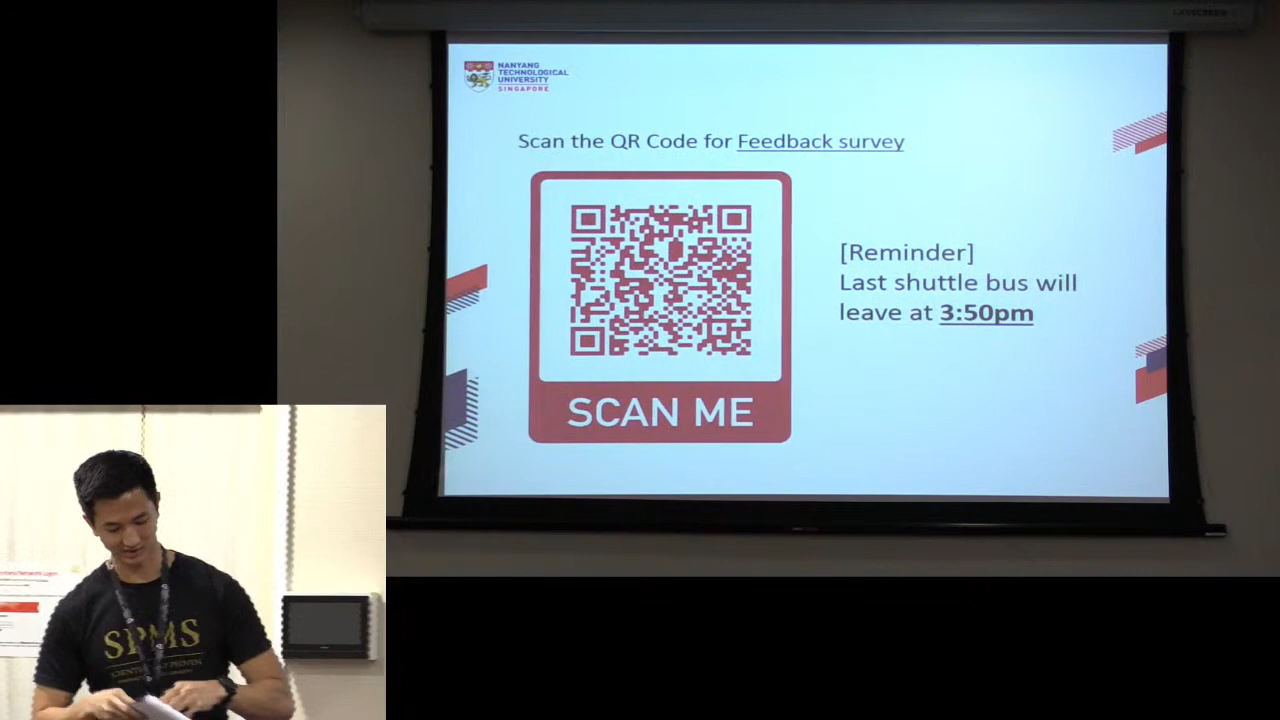 NANYANG
TECHNOLOGICAL
UNIVERSITY
SINGAPORE
Scan the QR Code for Feedback survey
[Reminder]
Last shuttle bus will
leave at 3:50pm
SCAN ME
SPMS